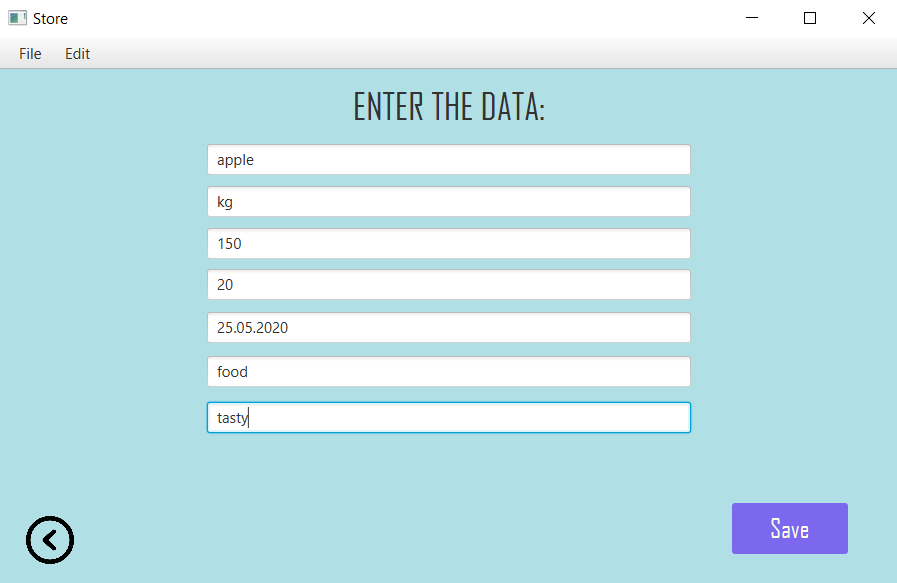 Store
File Edit
ENTER THE DATA:
apple
kg
150
20
25.05.2020
food
tasty
Save